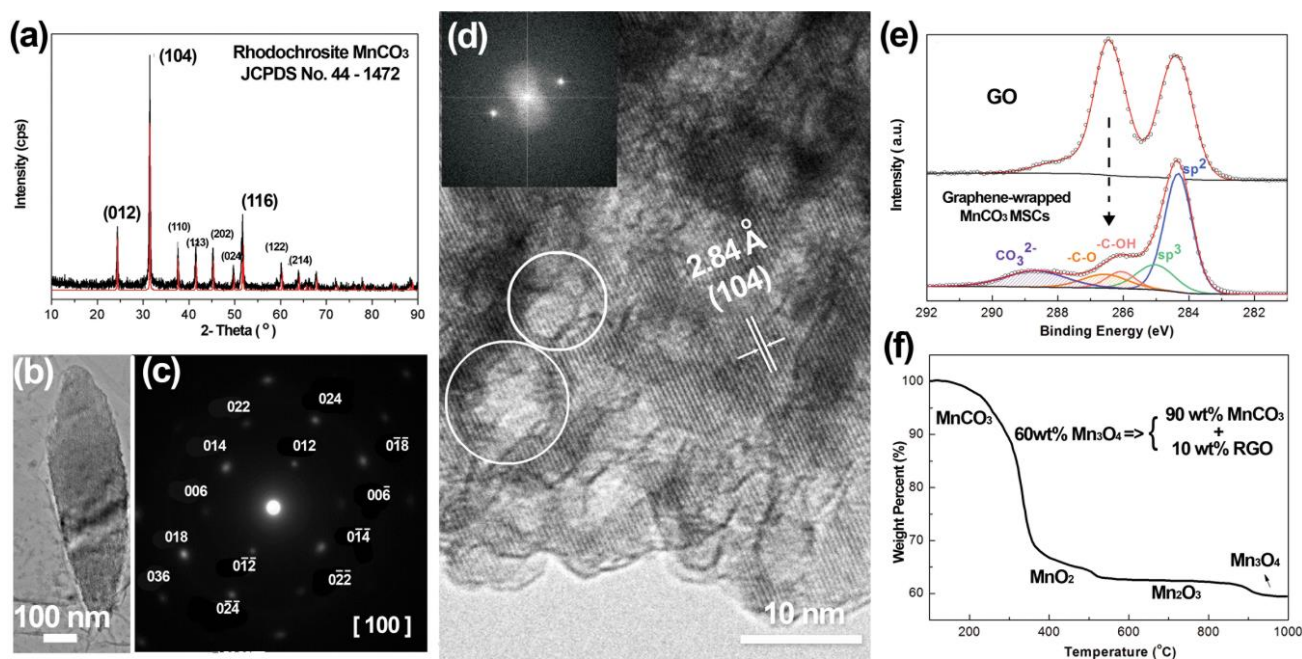 (a)
Rhodochrosite MnCO₃
JCPDS No. 44 - 1472
(104)
(012)
(110)
(113)
(202)
(024)
(116)
(122)
(214)
Intensity (cps)
10 20 30 40 50 60 70 80 90
2- Theta ( ° )
(b)
100 nm
(c)
022
024
014
012
01̅8̅
006
006̅
018
01̅4̅
036
01̅2̅
02̅2̅
02̅4̅
[ 100 ]
(d)
2.84 Å
(104)
10 nm
(e)
GO
sp²
Graphene-wrapped
MnCO₃ MSCs
CO₃²⁻
-C-O
-C-OH
sp³
Intensity ( a.u.)
292 290 288 286 284 282
Binding Energy (eV)
(f)
100
90
80
70
60
MnCO₃
60wt% Mn₃O₄=> { 90 wt% MnCO₃
+
10 wt% RGO
MnO₂
Mn₂O₃
Mn₃O₄
Weight Percent (%)
200 400 600 800 1000
Temperature (°C)